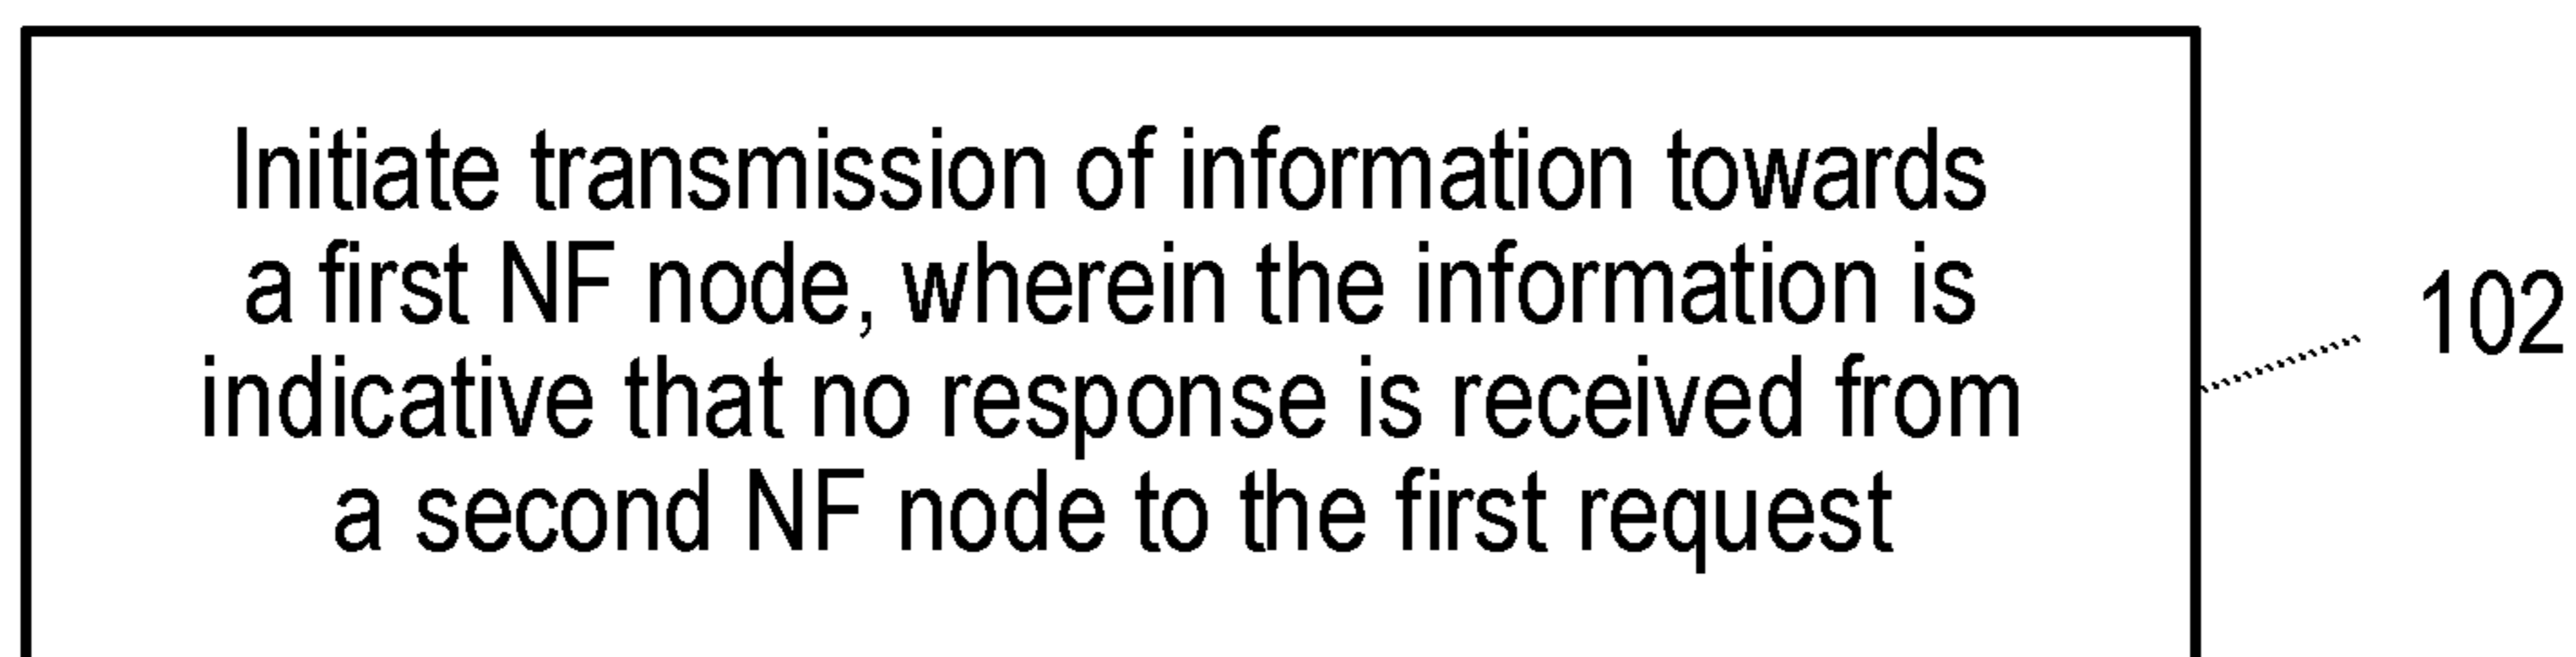 Initiate transmission of information towards
a first NF node, wherein the information is
indicative that no response is received from
a second NF node to the first request
102